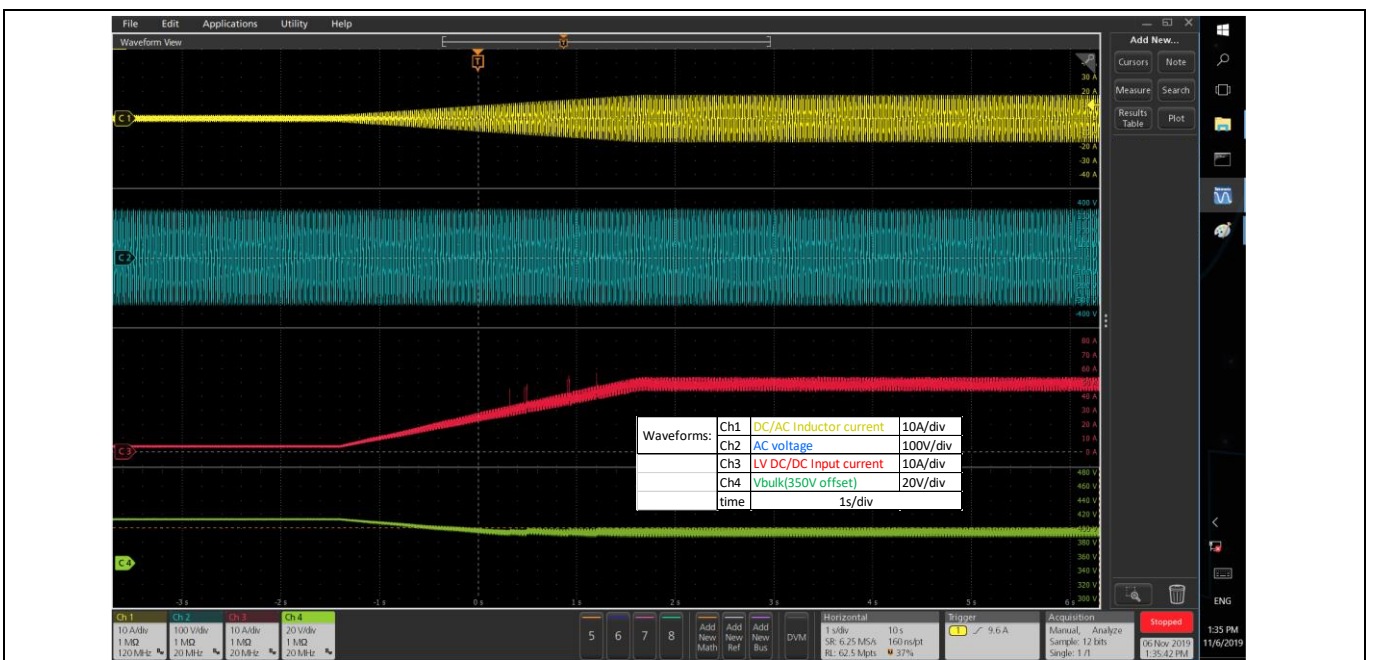 File Edit Applications Utility Help
Waveform View
Add New...
Cursors Note
Measure Search
Results Table Plot
T
T
C1
30 A
20 A
-20 A
-30 A
-40 A
C2
400 V
-400 V
C3
80 A
70 A
60 A
40 A
30 A
20 A
10 A
0 A
C4
480 V
460 V
440 V
420 V
380 V
360 V
340 V
320 V
300 V
Waveforms: Ch1 DC/AC Inductor current 10A/div
Ch2 AC voltage 100V/div
Ch3 LV DC/DC Input current 10A/div
Ch4 Vbulk(350V offset) 20V/div
time 1s/div
-3 s -2 s -1 s 0 s 1 s 2 s 3 s 4 s 5 s 6 s
Ch 1
10 A/div
1 MΩ
120 MHz
Ch 2
100 V/div
1 MΩ
20 MHz
Ch 3
10 A/div
1 MΩ
20 MHz
Ch 4
20 V/div
1 MΩ
20 MHz
5 6 7 8
Add New Math
Add New Ref
Add New Bus
DVM
Horizontal
1 s/div 10 s
SR: 6.25 MS/s 160 ns/pt
RL: 62.5 Mpts 37%
Trigger
1 9.6 A
Acquisition
Manual, Analyze
Sample: 12 bits
Single: 1 /1
Stopped
06 Nov 2019
1:35:42 PM
ENG
1:35 PM
11/6/2019